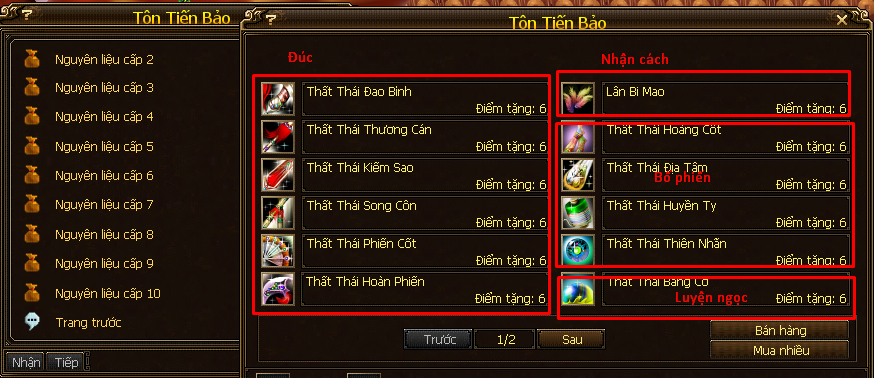 Tôn Tiến Bảo
Nguyên liệu cấp 2
Nguyên liệu cấp 3
Nguyên liệu cấp 4
Nguyên liệu cấp 5
Nguyên liệu cấp 6
Nguyên liệu cấp 7
Nguyên liệu cấp 8
Nguyên liệu cấp 9
Nguyên liệu cấp 10
Trang trước
Nhận Tiếp
Tôn Tiến Bảo
Đúc
Thất Thái Đao Bính
Điểm tặng: 6
Thất Thái Thương Cán
Điểm tặng: 6
Thất Thái Kiếm Sao
Điểm tặng: 6
Thất Thái Song Côn
Điểm tặng: 6
Thất Thái Phiến Cốt
Điểm tặng: 6
Thất Thái Hoàn Phiến
Điểm tặng: 6
Nhận cách
Lân Bi Mao
Điểm tặng: 6
Thất Thái Hoàng Cốt
Điểm tặng: 6
Thất Thái Địa Tâm
Bổ phiến
Điểm tặng: 6
Thất Thái Huyền Ty
Điểm tặng: 6
Thất Thái Thiên Nhãn
Điểm tặng: 6
Thất Thái Băng Cơ
Luyện ngọc
Điểm tặng: 6
Trước 1/2 Sau
Bán hàng
Mua nhiều